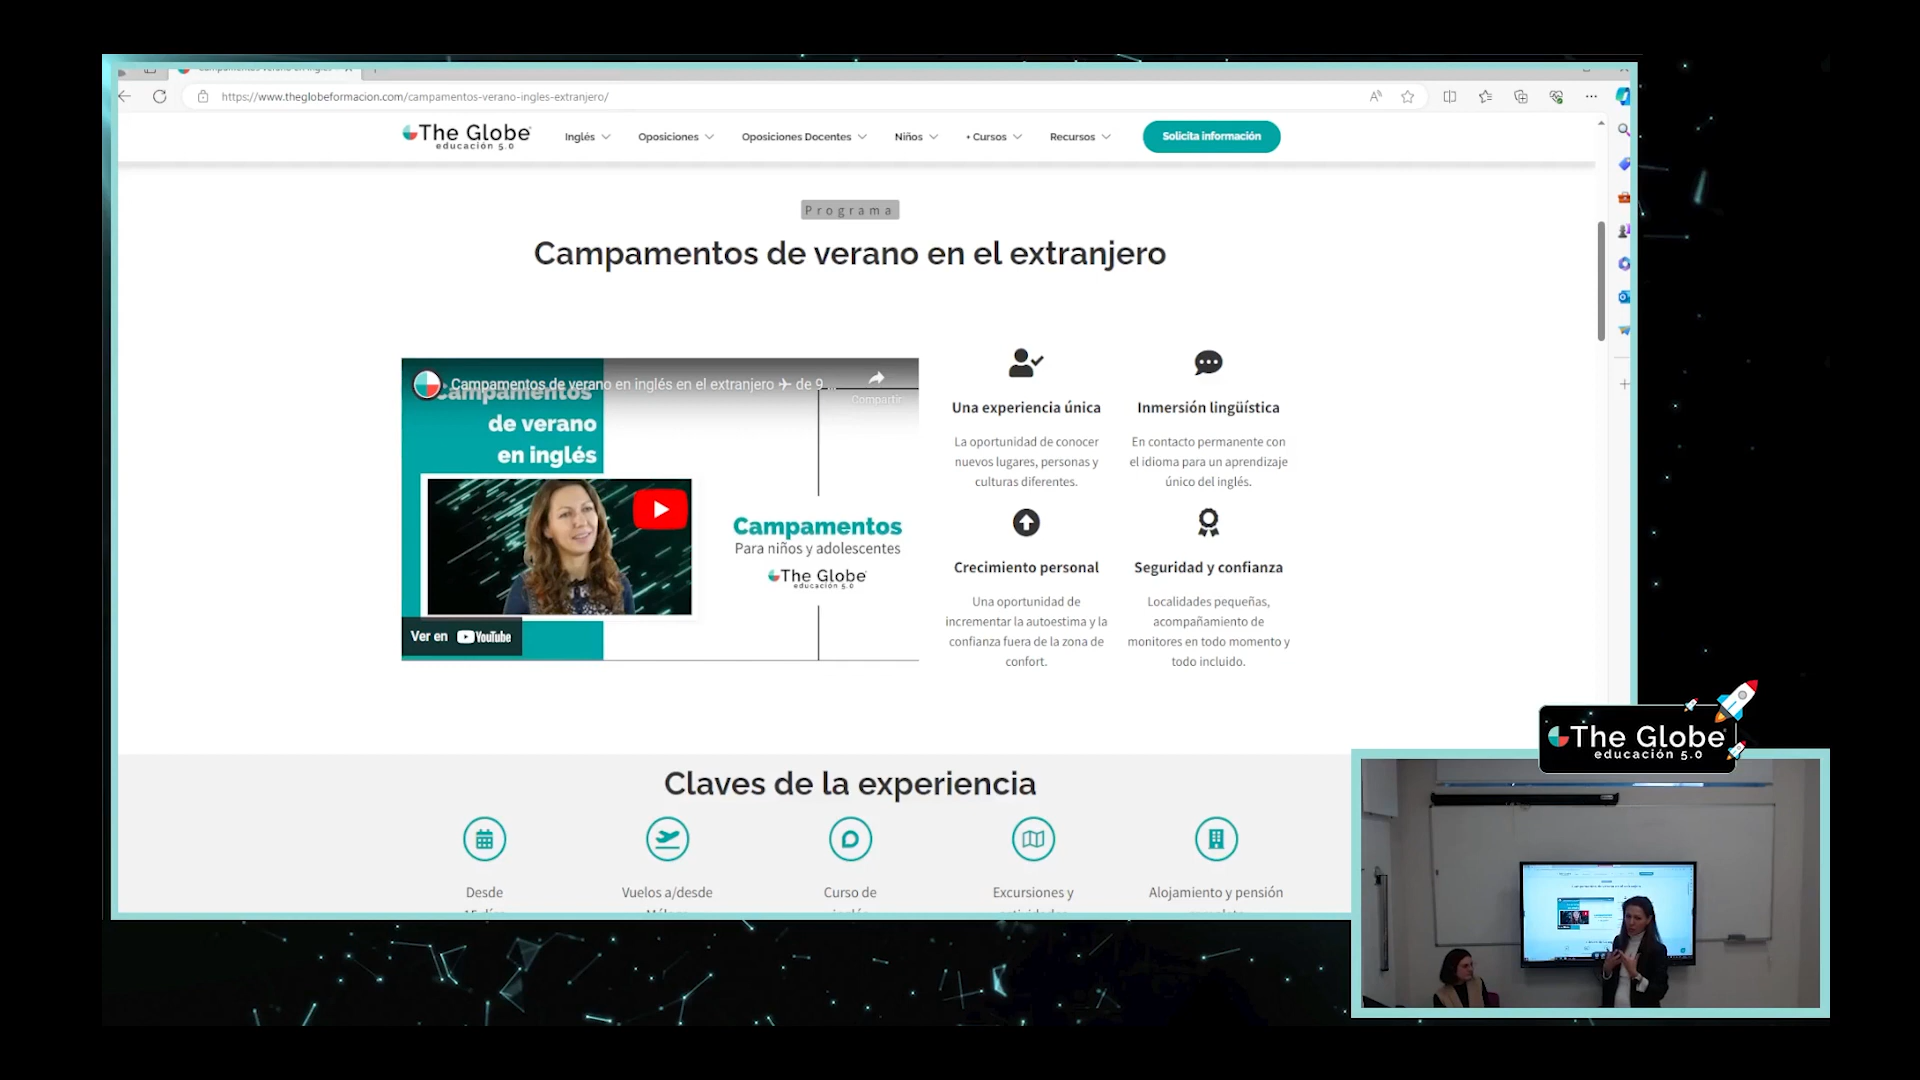 https://www.theglobeformacion.com/campamentos-verano-ingles-extranjero/
The Globe
educación 5.0
Inglés
Oposiciones
Oposiciones Docentes
Niños
+ Cursos
Recursos
Solicita información
Programa
Campamentos de verano en el extranjero
Campamentos de verano en inglés en el extranjero ✈ de 9 ...
Compartir
Campamentos
de verano
en inglés
Campamentos
Para niños y adolescentes
The Globe
educación 5.0
Ver en YouTube
Una experiencia única
La oportunidad de conocer
nuevos lugares, personas y
culturas diferentes.
Inmersión lingüística
En contacto permanente con
el idioma para un aprendizaje
único del inglés.
Crecimiento personal
Una oportunidad de
incrementar la autoestima y la
confianza fuera de la zona de
confort.
Seguridad y confianza
Localidades pequeñas,
acompañamiento de
monitores en todo momento y
todo incluido.
Claves de la experiencia
Desde
Vuelos a/desde
Curso de
Excursiones y
Alojamiento y pensión
The Globe
educación 5.0